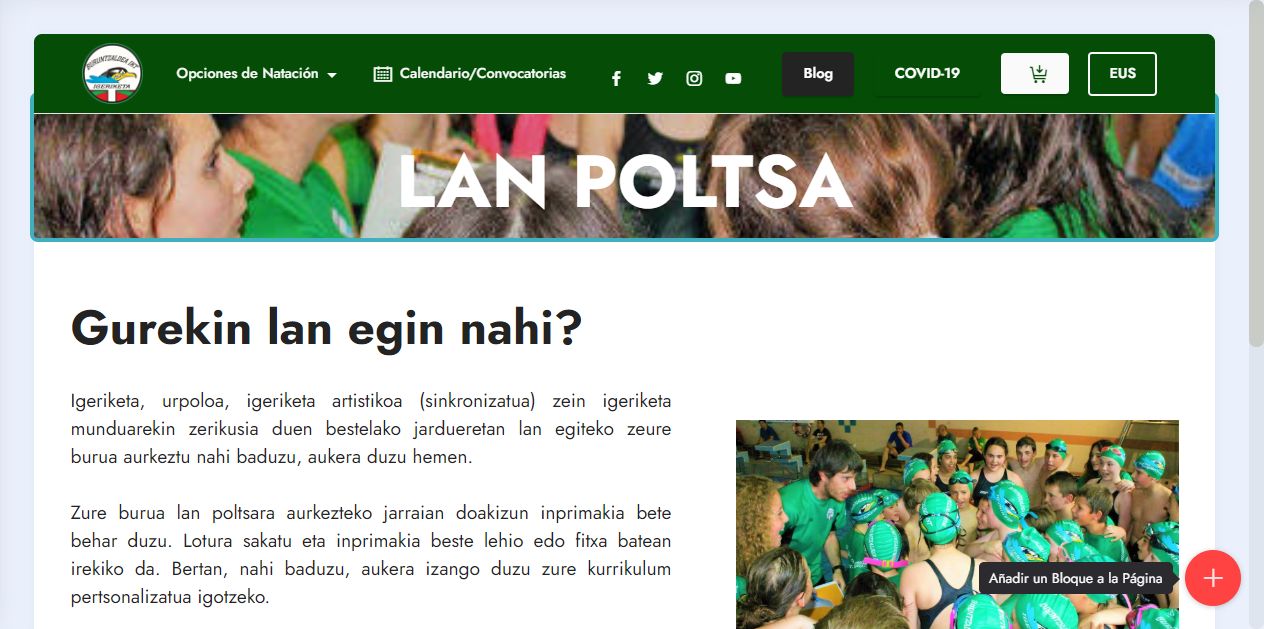 BURUNTZALDEA IKT
IGERIKETA
Opciones de Natación
Calendario/Convocatorias
Blog
COVID-19
EUS
LAN POLTSA
Gurekin lan egin nahi?
Igeriketa, urpoloa, igeriketa artistikoa (sinkronizatua) zein igeriketa
munduarekin zerikusia duen bestelako jardueretan lan egiteko zeure
burua aurkeztu nahi baduzu, aukera duzu hemen.
Zure burua lan poltsara aurkezteko jarraian doakizun inprimakia bete
behar duzu. Lotura sakatu eta inprimakia beste lehio edo fitxa batean
irekiko da. Bertan, nahi baduzu, aukera izango duzu zure kurrikulum
pertsonalizatua igotzeko.
Añadir un Bloque a la Página